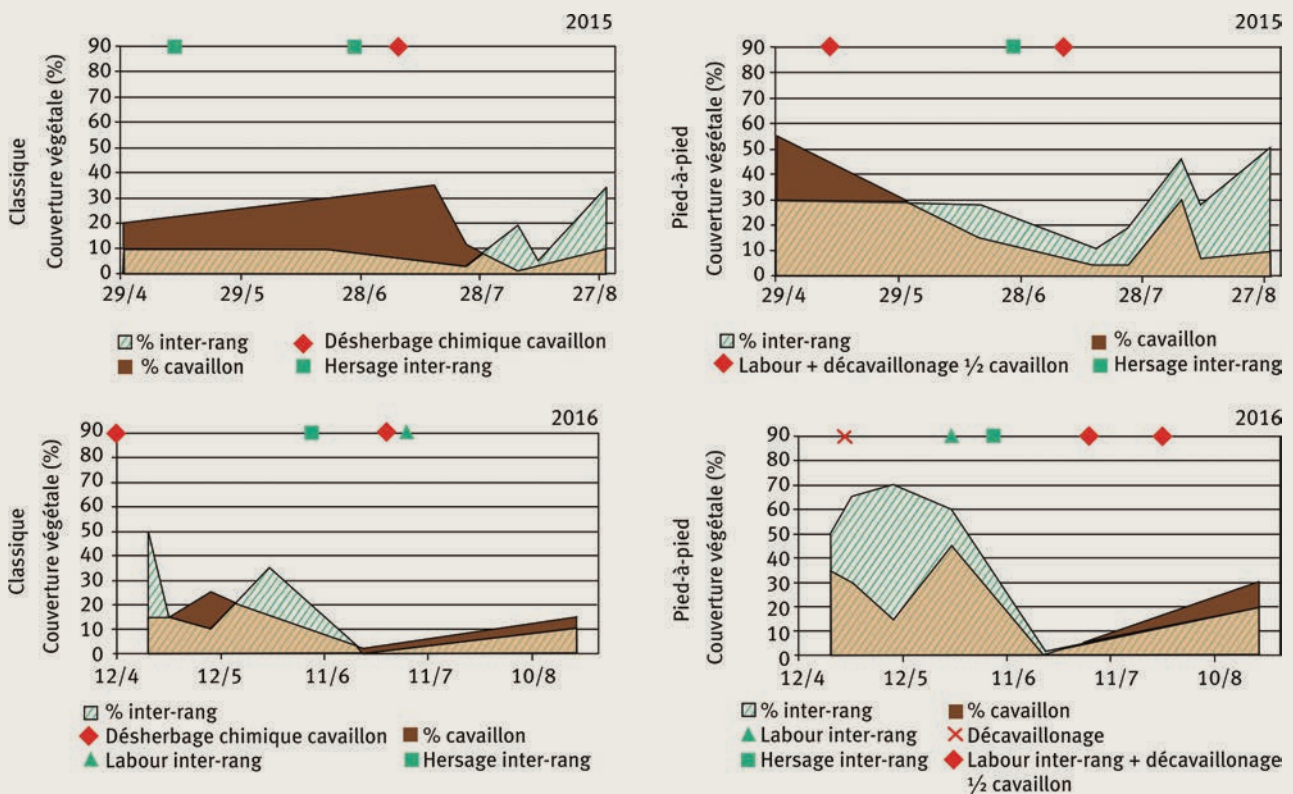 2015
Classique
Couverture végétale (%)
90
80
70
60
50
40
30
20
10
0
29/4 29/5 28/6 28/7 27/8
% inter-rang Désherbage chimique cavaillon
% cavaillon Hersage inter-rang
2015
Pied-à-pied
Couverture végétale (%)
90
80
70
60
50
40
30
20
10
0
29/4 29/5 28/6 28/7 27/8
% inter-rang % cavaillon
Labour + décavaillonage ½ cavaillon Hersage inter-rang
2016
Classique
Couverture végétale (%)
90
80
70
60
50
40
30
20
10
0
12/4 12/5 11/6 11/7 10/8
% inter-rang
Désherbage chimique cavaillon % cavaillon
Labour inter-rang Hersage inter-rang
2016
Pied-à-pied
Couverture végétale (%)
90
80
70
60
50
40
30
20
10
0
12/4 12/5 11/6 11/7 10/8
% inter-rang % cavaillon
Labour inter-rang Décavaillonage
Hersage inter-rang Labour inter-rang + décavaillonage
½ cavaillon